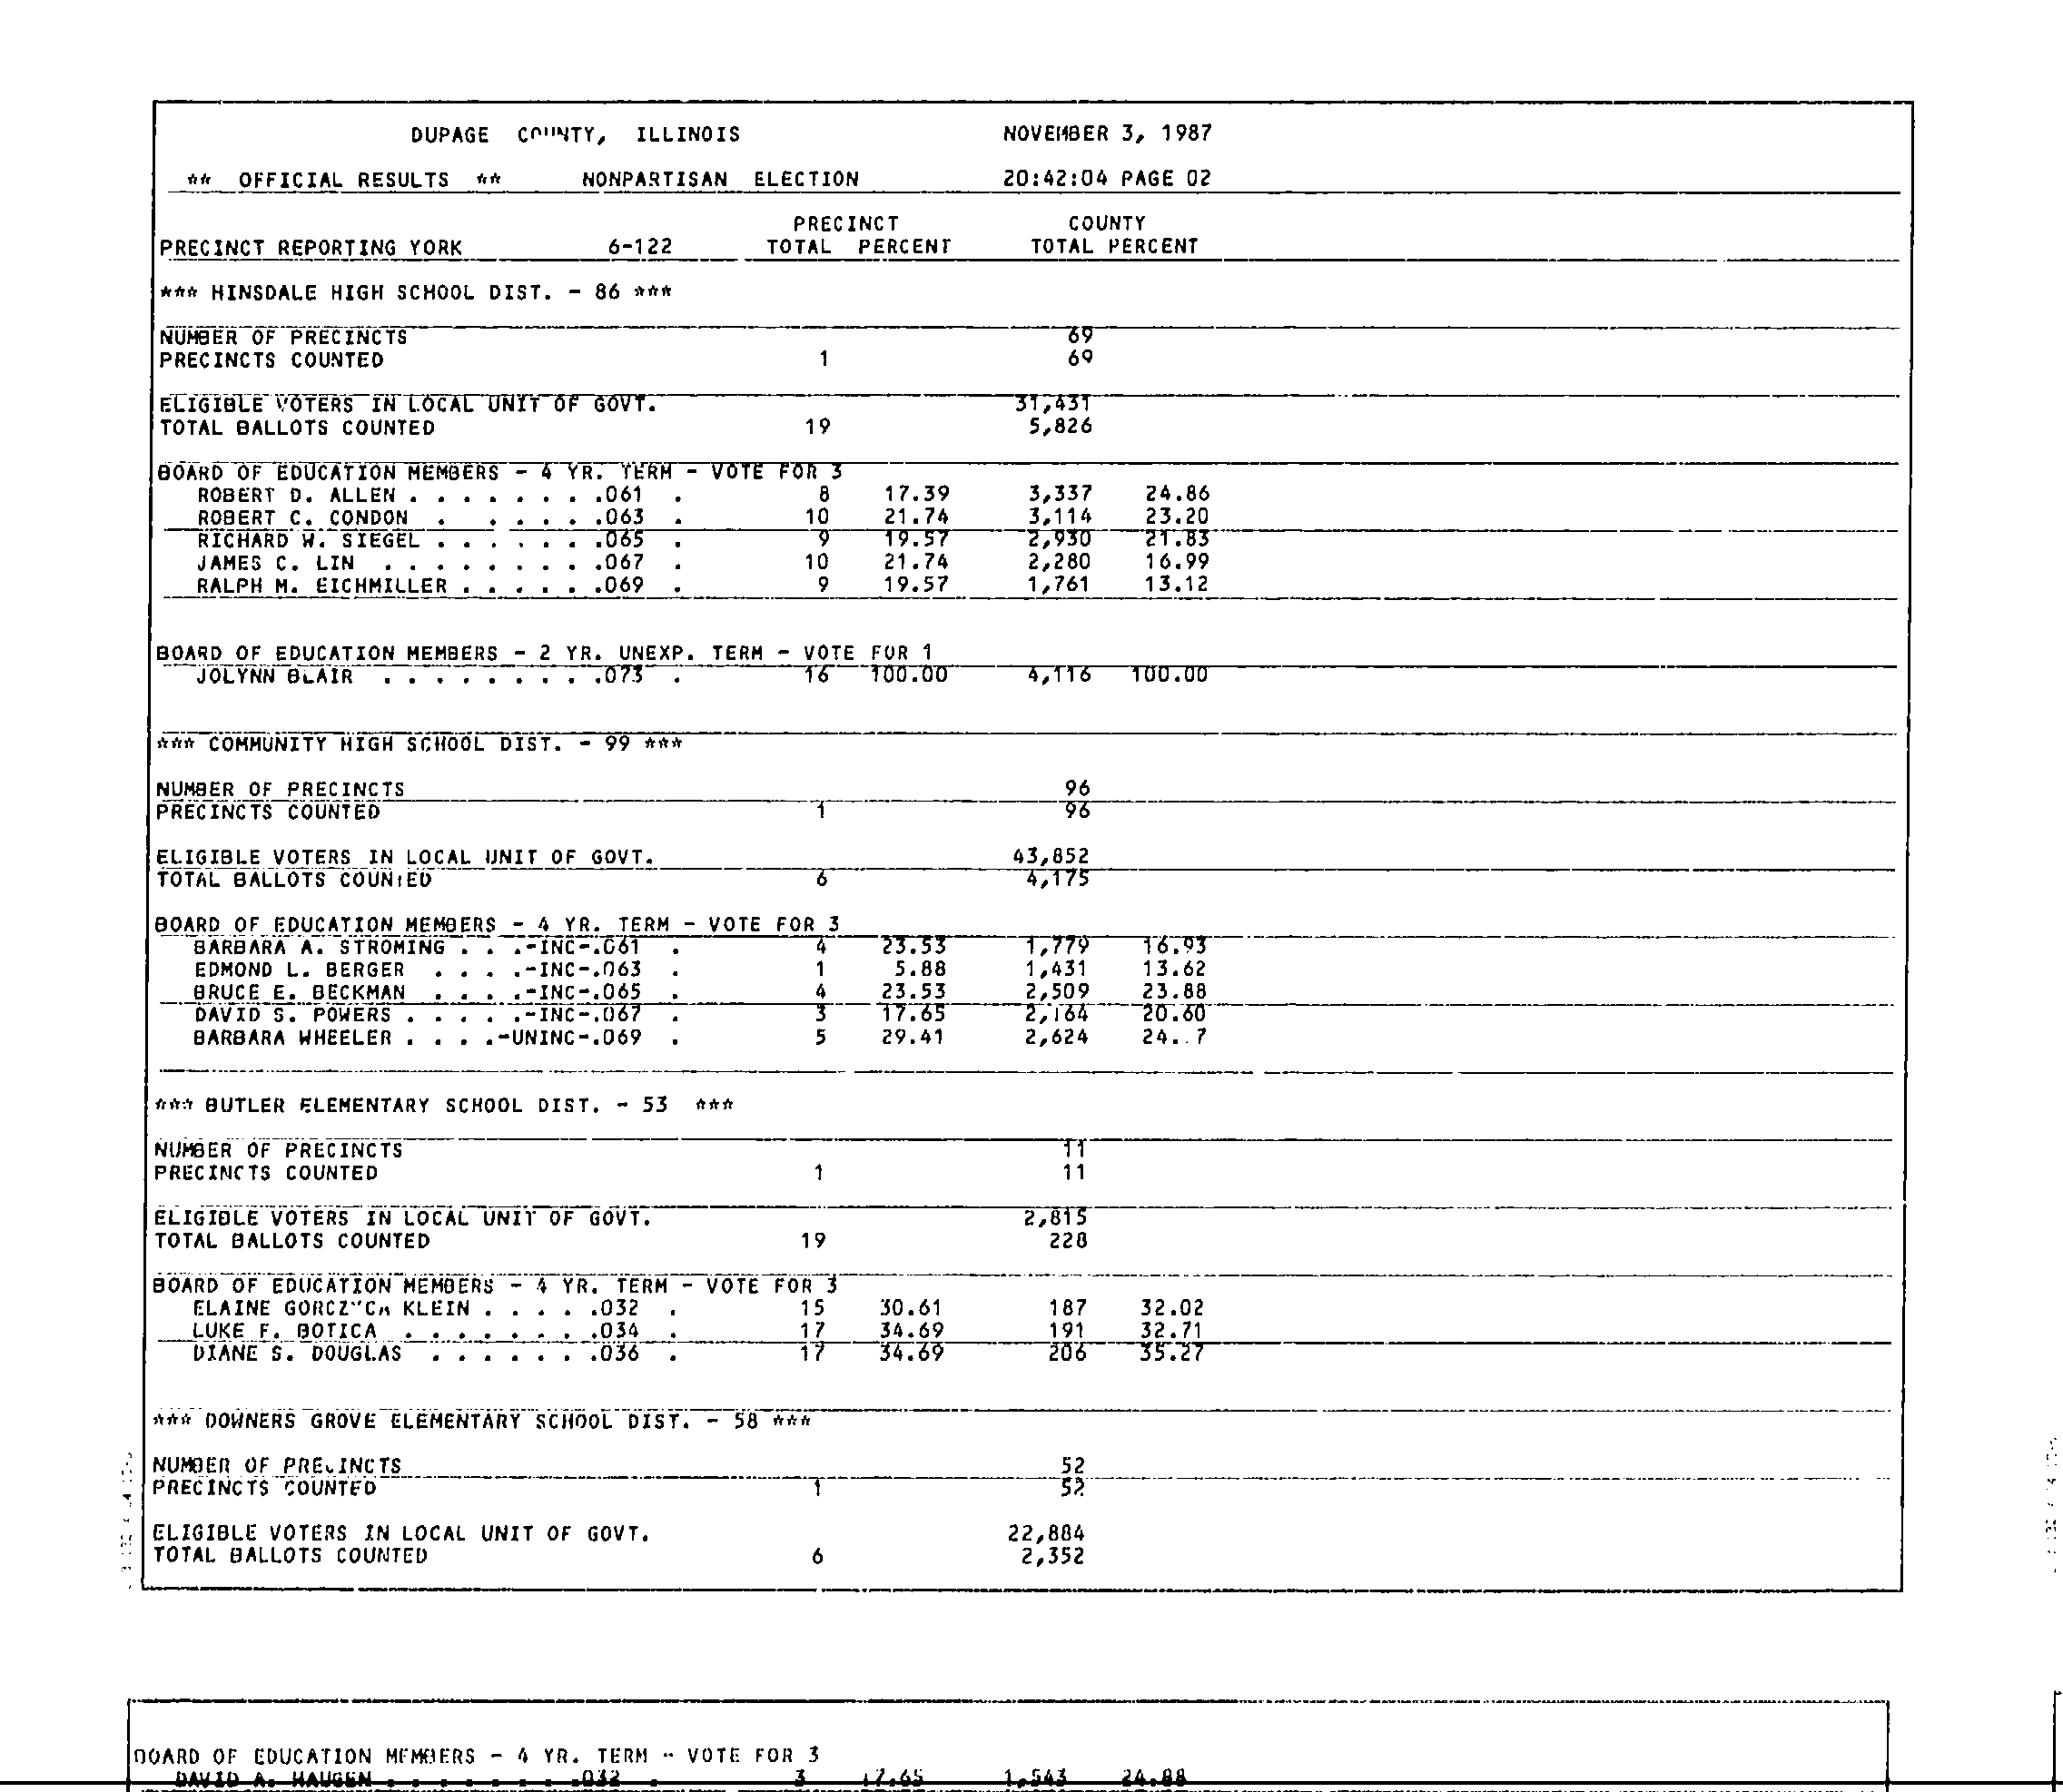 DUPAGE COUNTY, ILLINOIS NOVEMBER 3, 1987
** OFFICIAL RESULTS ** NONPARTISAN ELECTION 20:42:04 PAGE 02
PRECINCT COUNTY
PRECINCT REPORTING YORK 6-122 TOTAL PERCENT TOTAL PERCENT
*** HINSDALE HIGH SCHOOL DIST. - 86 ***
NUMBER OF PRECINCTS 69
PRECINCTS COUNTED 1 69
ELIGIBLE VOTERS IN LOCAL UNIT OF GOVT. 31,431
TOTAL BALLOTS COUNTED 19 5,826
BOARD OF EDUCATION MEMBERS - 4 YR. TERM - VOTE FOR 3
ROBERT D. ALLEN . . . . . . . .061 . 8 17.39 3,337 24.86
ROBERT C. CONDON . . . . . .063 . 10 21.74 3,114 23.20
RICHARD W. SIEGEL . . . . . . .065 . 9 19.57 2,930 21.83
JAMES C. LIN . . . . . . . . .067 . 10 21.74 2,280 16.99
RALPH M. EICHMILLER . . . . . .069 . 9 19.57 1,761 13.12
BOARD OF EDUCATION MEMBERS - 2 YR. UNEXP. TERM - VOTE FOR 1
JOLYNN BLAIR . . . . . . . . .073 . 16 100.00 4,116 100.00
*** COMMUNITY HIGH SCHOOL DIST. - 99 ***
NUMBER OF PRECINCTS 96
PRECINCTS COUNTED 1 96
ELIGIBLE VOTERS IN LOCAL UNIT OF GOVT. 43,852
TOTAL BALLOTS COUNTED 6 4,175
BOARD OF EDUCATION MEMBERS - 4 YR. TERM - VOTE FOR 3
BARBARA A. STROMING . . .-INC-.061 . 4 23.53 1,779 16.93
EDMOND L. BERGER . . . .-INC-.063 . 1 5.88 1,431 13.62
BRUCE E. BECKMAN . . . .-INC-.065 . 4 23.53 2,509 23.88
DAVID S. POWERS . . . . .-INC-.067 . 3 17.65 2,164 20.60
BARBARA WHEELER . . . .-UNINC-.069 . 5 29.41 2,624
*** BUTLER ELEMENTARY SCHOOL DIST. - 53 ***
NUMBER OF PRECINCTS 11
PRECINCTS COUNTED 1 11
ELIGIBLE VOTERS IN LOCAL UNIT OF GOVT. 2,815
TOTAL BALLOTS COUNTED 19 228
BOARD OF EDUCATION MEMBERS - 4 YR. TERM - VOTE FOR 3
ELAINE KLEIN . . . . .032 . 15 30.61 187 32.02
LUKE F. BOTICA . . . . . . . .034 . 17 34.69 191 32.71
DIANE S. DOUGLAS . . . . . . .036 . 17 34.69 206 35.27
*** DOWNERS GROVE ELEMENTARY SCHOOL DIST. - 58 ***
NUMBER OF PRECINCTS 52
PRECINCTS COUNTED 1 52
ELIGIBLE VOTERS IN LOCAL UNIT OF GOVT. 22,884
TOTAL BALLOTS COUNTED 6 2,352
BOARD OF EDUCATION MEMBERS - 4 YR. TERM - VOTE FOR 3
DAVID A. HAUGEN . . . . . . . .032 . 3 17.65 1,543 24.88